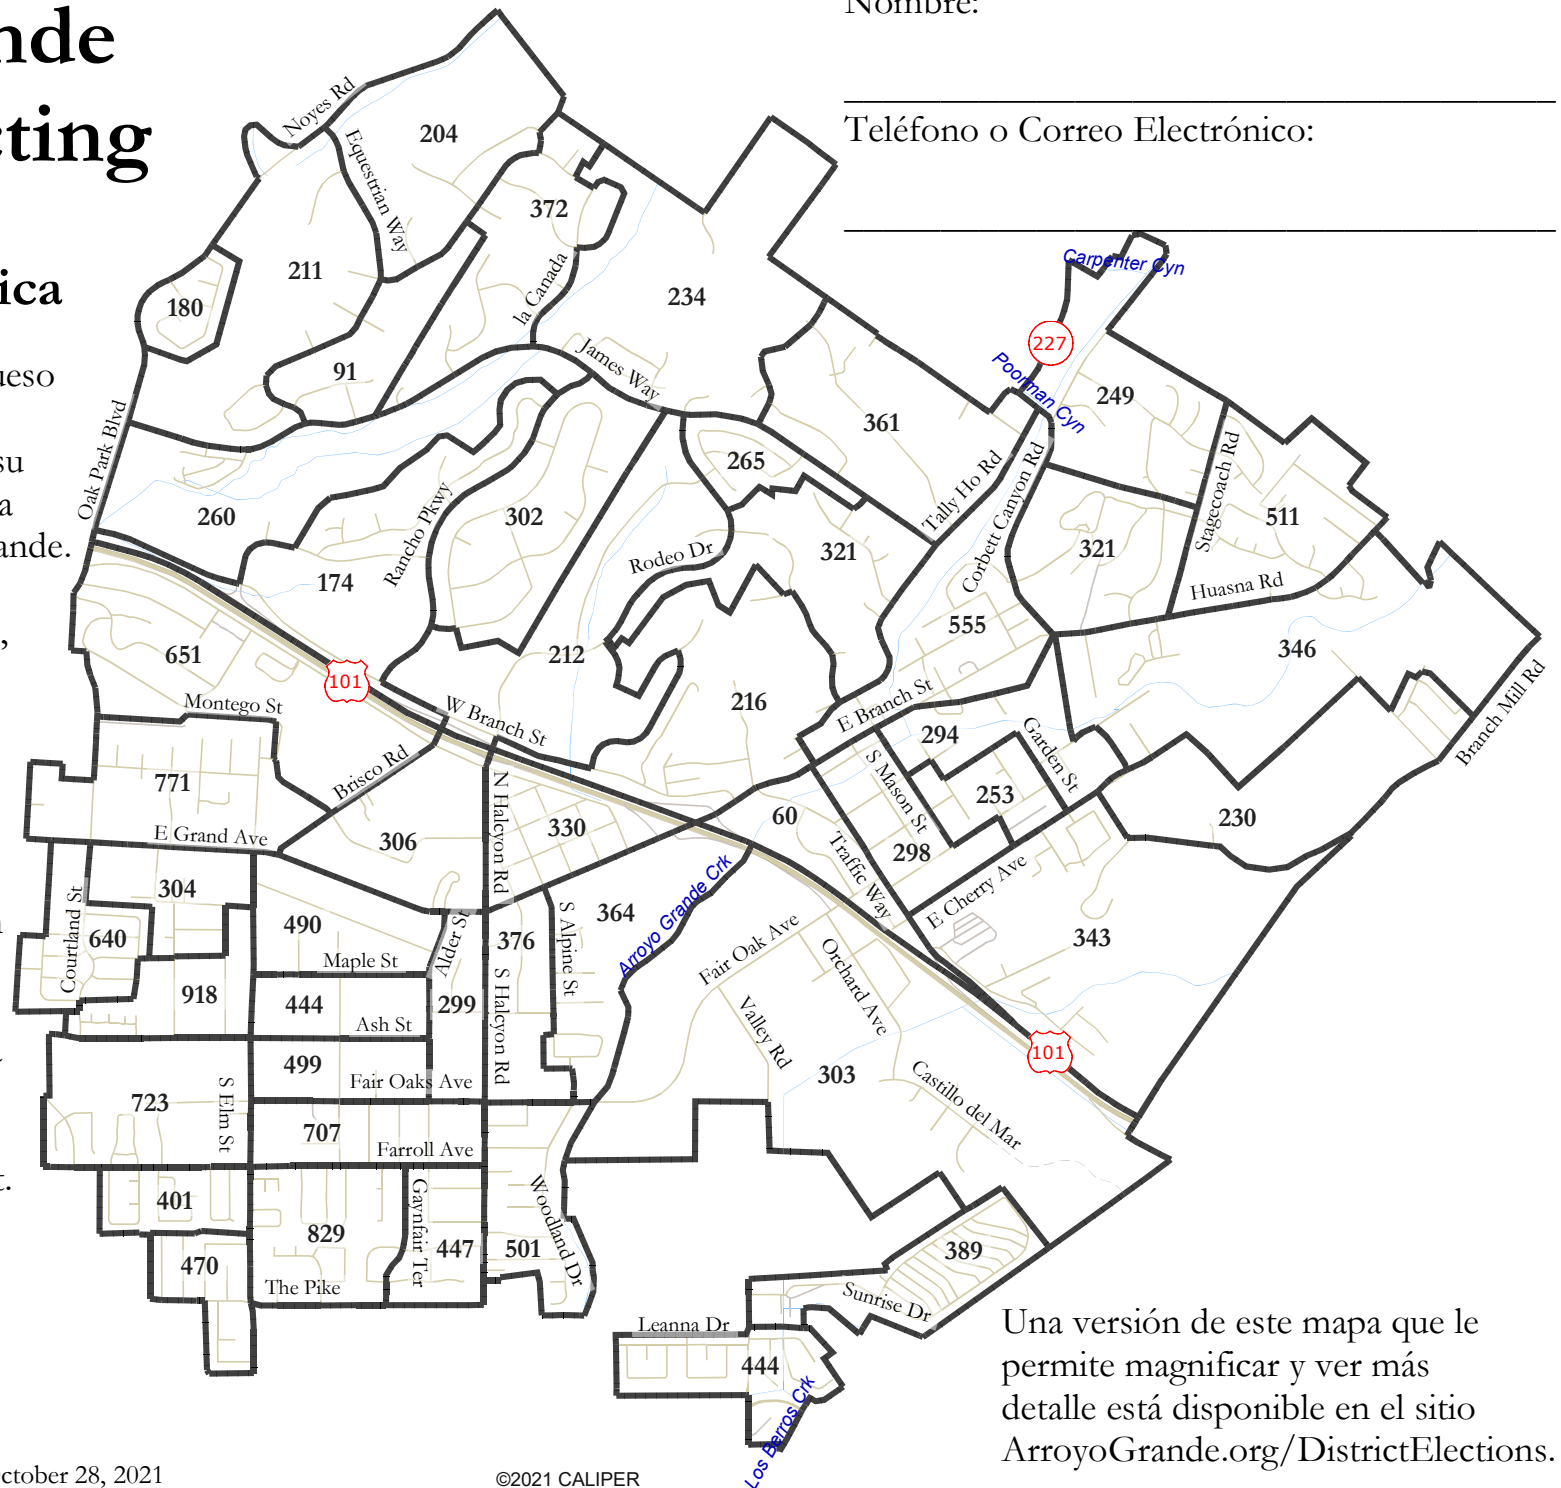 nde
cting
ica
ueso
su
a
ande.
,
t.
Nombre:
Teléfono o Correo Electrónico:
Noyes Rd
204
Equestrian Way
372
211
la Canada
234
180
91
James Way
Carpenter Cyn
227
Poorman Cyn
249
361
265
Oak Park Blvd
260
Rancho Pkwy
302
174
Rodeo Dr
321
Tally Ho Rd
Corbett Canyon Rd
321
Stagecoach Rd
511
Huasna Rd
555
346
651
101
212
216
Montego St
W Branch St
E Branch St
294
Garden St
Branch Mill Rd
771
Brisco Rd
S Mason St
253
230
E Grand Ave
306
N Halcyon Rd
330
60
298
Traffic Way
E Cherry Ave
304
Courtland St
640
490
Alder St
376
S Alpine St
364
Arroyo Grande Crk
Fair Oak Ave
Orchard Ave
343
Maple St
918
444
299
S Halcyon Rd
Ash St
Valley Rd
101
499
Fair Oaks Ave
303
Castillo del Mar
723
S Elm St
707
Farroll Ave
401
829
Gaynfair Ter
447
501
Woodland Dr
470
The Pike
389
Sunrise Dr
Leanna Dr
444
Los Berros Crk
Una versión de este mapa que le
permite magnificar y ver más
detalle está disponible en el sitio
ArroyoGrande.org/DistrictElections.
ctober 28, 2021
©2021 CALIPER